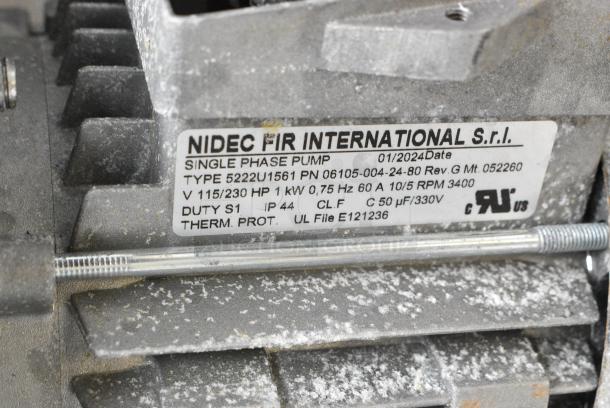 NIDEC FIR INTERNATIONAL S.r.l.
SINGLE PHASE PUMP 01/2024Date
TYPE 5222U1561 PN 06105-004-24-80 Rev.G Mt. 052260
V 115/230 HP 1 kW 0,75 Hz 60 A 10/5 RPM 3400
DUTY S1 IP 44 CL.F C 50 µF/330V
THERM. PROT. UL File E121236
c RU US